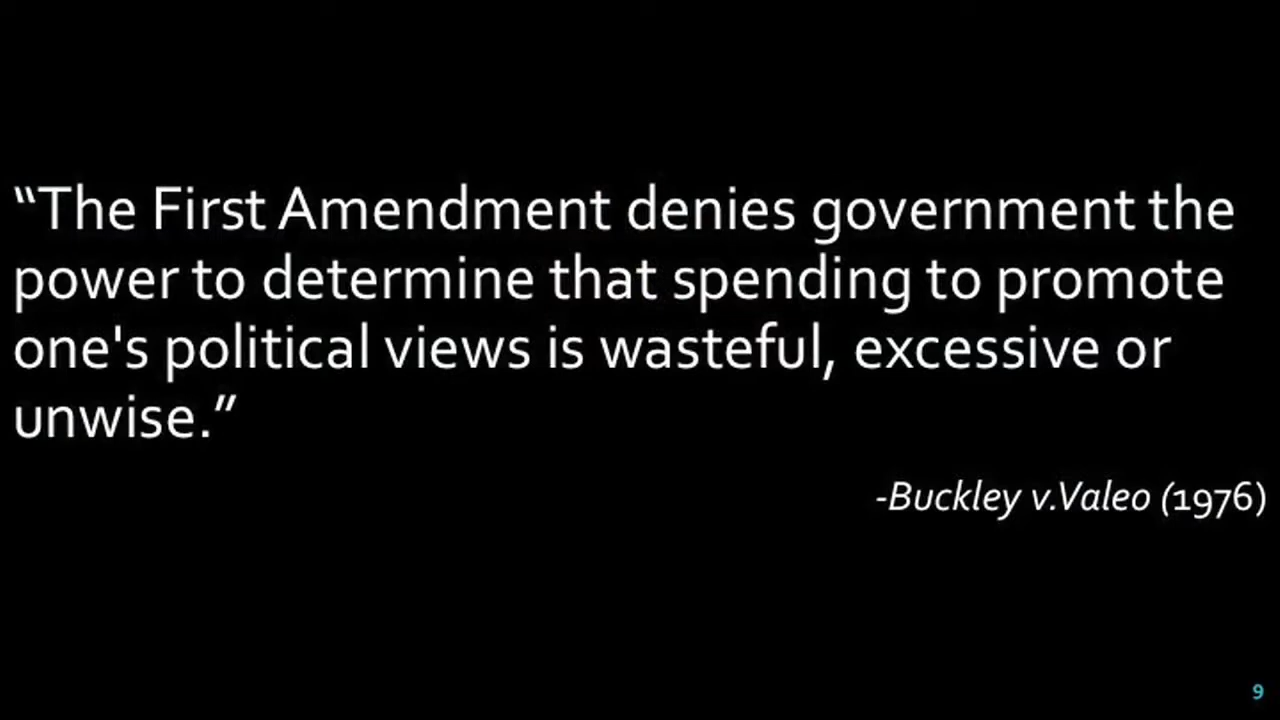 “The First Amendment denies government the
power to determine that spending to promote
one's political views is wasteful, excessive or
unwise.”
-Buckley v.Valeo (1976)
9